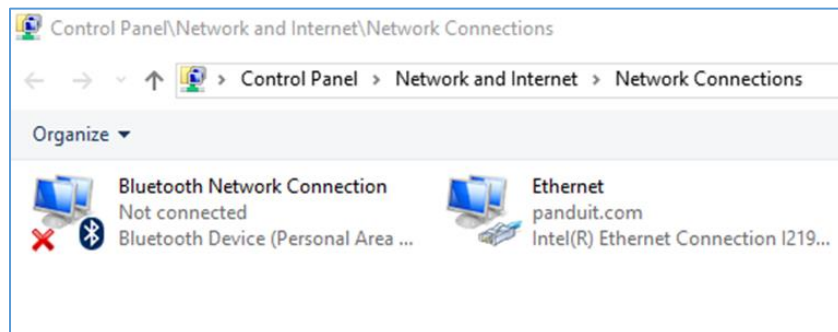 Control Panel\Network and Internet\Network Connections
Control Panel > Network and Internet > Network Connections
Organize
Bluetooth Network Connection
Not connected
Bluetooth Device (Personal Area ...
Ethernet
panduit.com
Intel(R) Ethernet Connection I219...